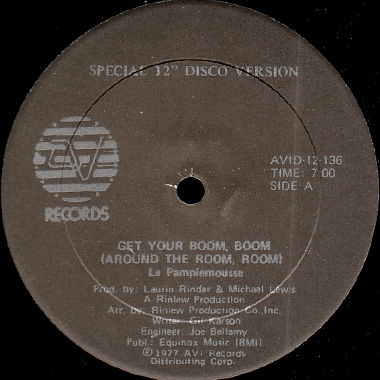 SPECIAL 12" DISCO VERSION
AVI
RECORDS
AVID-12-136
TIME: 7:00
SIDE A
GET YOUR BOOM, BOOM
(AROUND THE ROOM, ROOM)
Le Pamplemousse
Prod. by: Laurin Rinder & Michael Lewis
A Rinlew Production
Arr. by: Rinlew Production Co., Inc.
Writer: Gil Karson
Engineer: Joe Bellamy
Publ.: Equinox Music (BMI)
Ⓟ 1977 AVI Records
Distributing Corp.